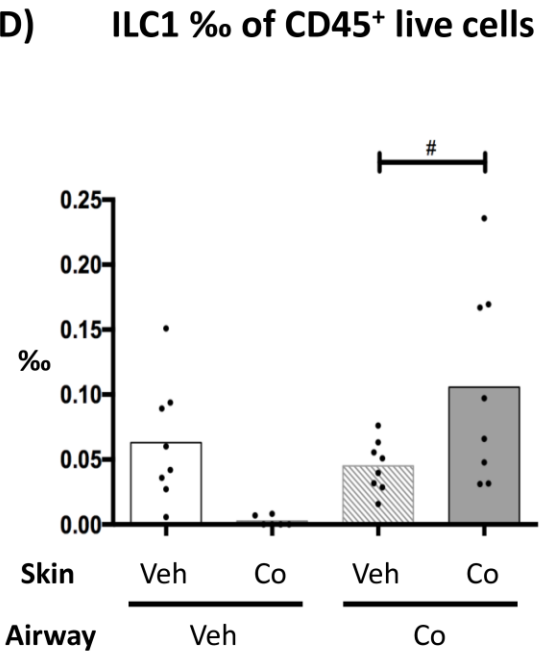 D) ILC1 ‰ of CD45⁺ live cells
#
0.25
0.20
0.15
‰
0.10
0.05
0.00
Skin Veh Co Veh Co
Airway Veh Co